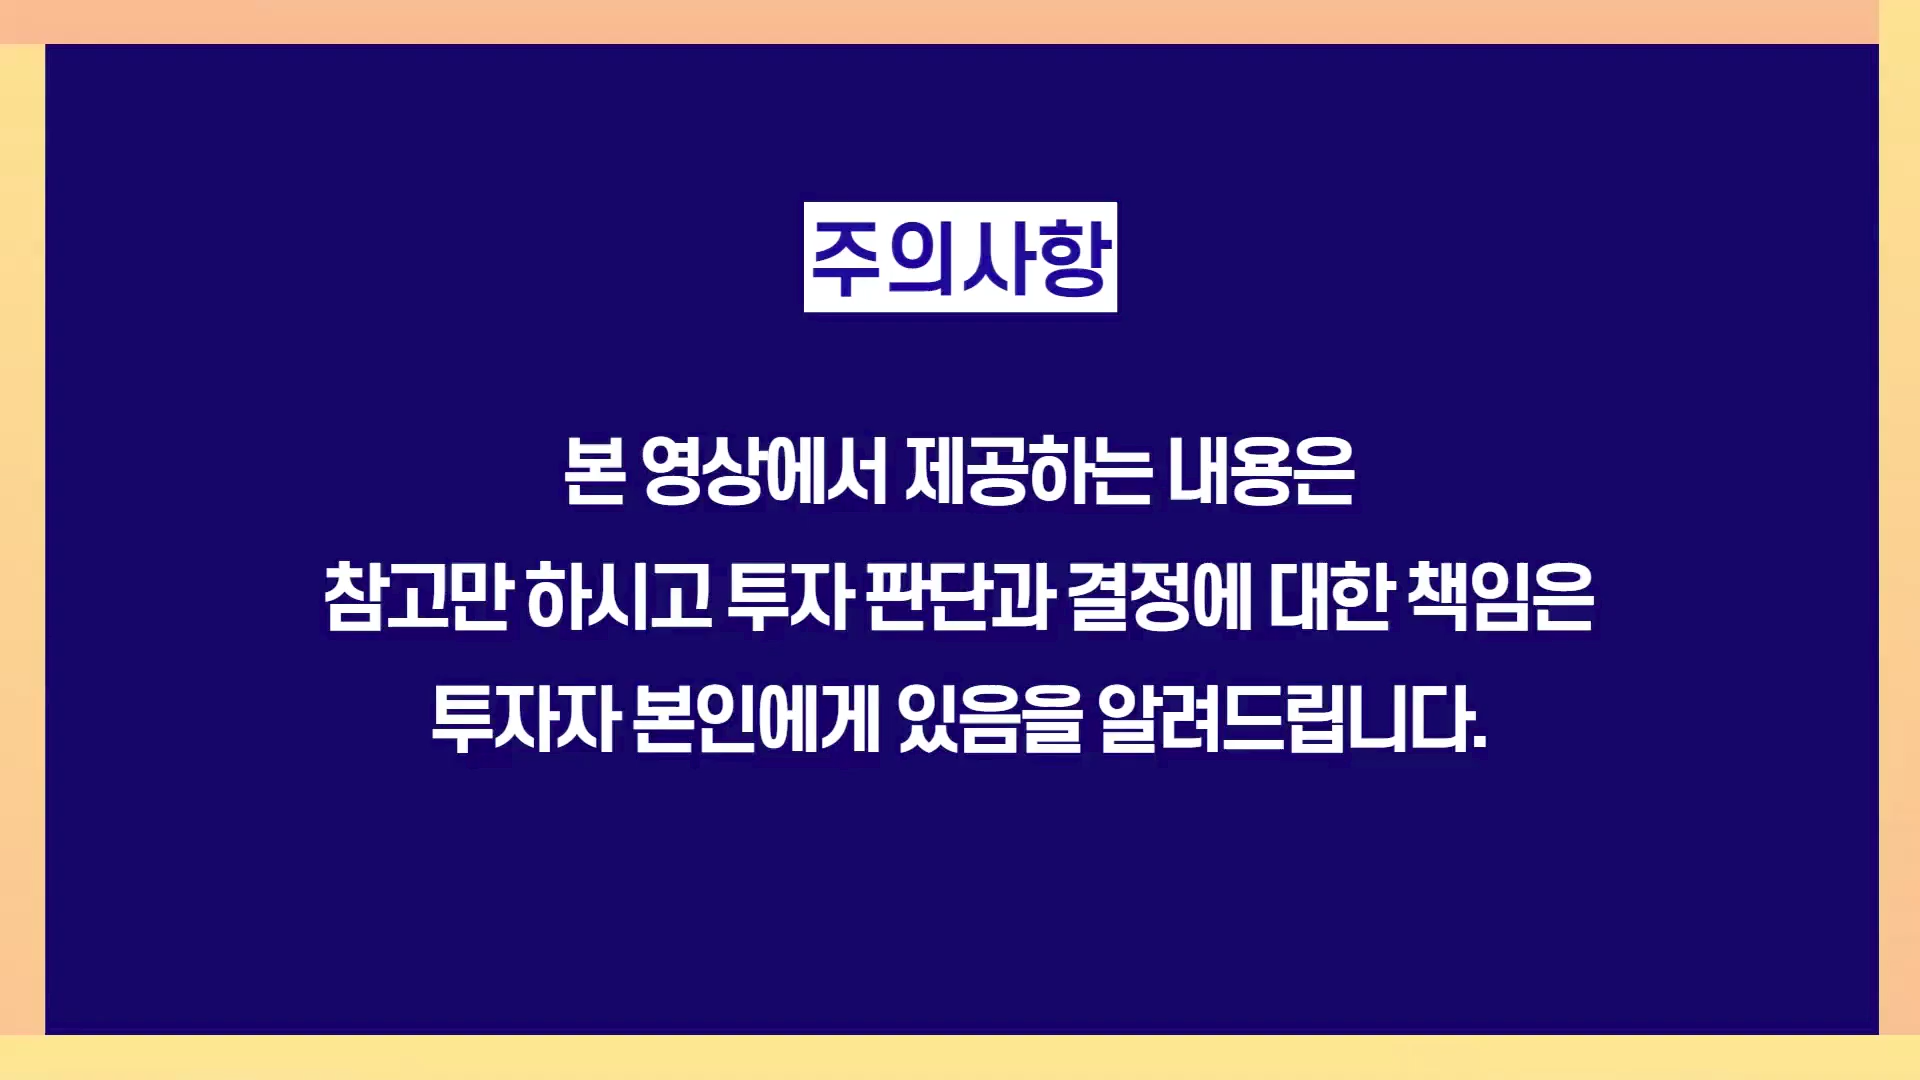 주의사항
본 영상에서 제공하는 내용은
참고만 하시고 투자 판단과 결정에 대한 책임은
투자자 본인에게 있음을 알려드립니다.